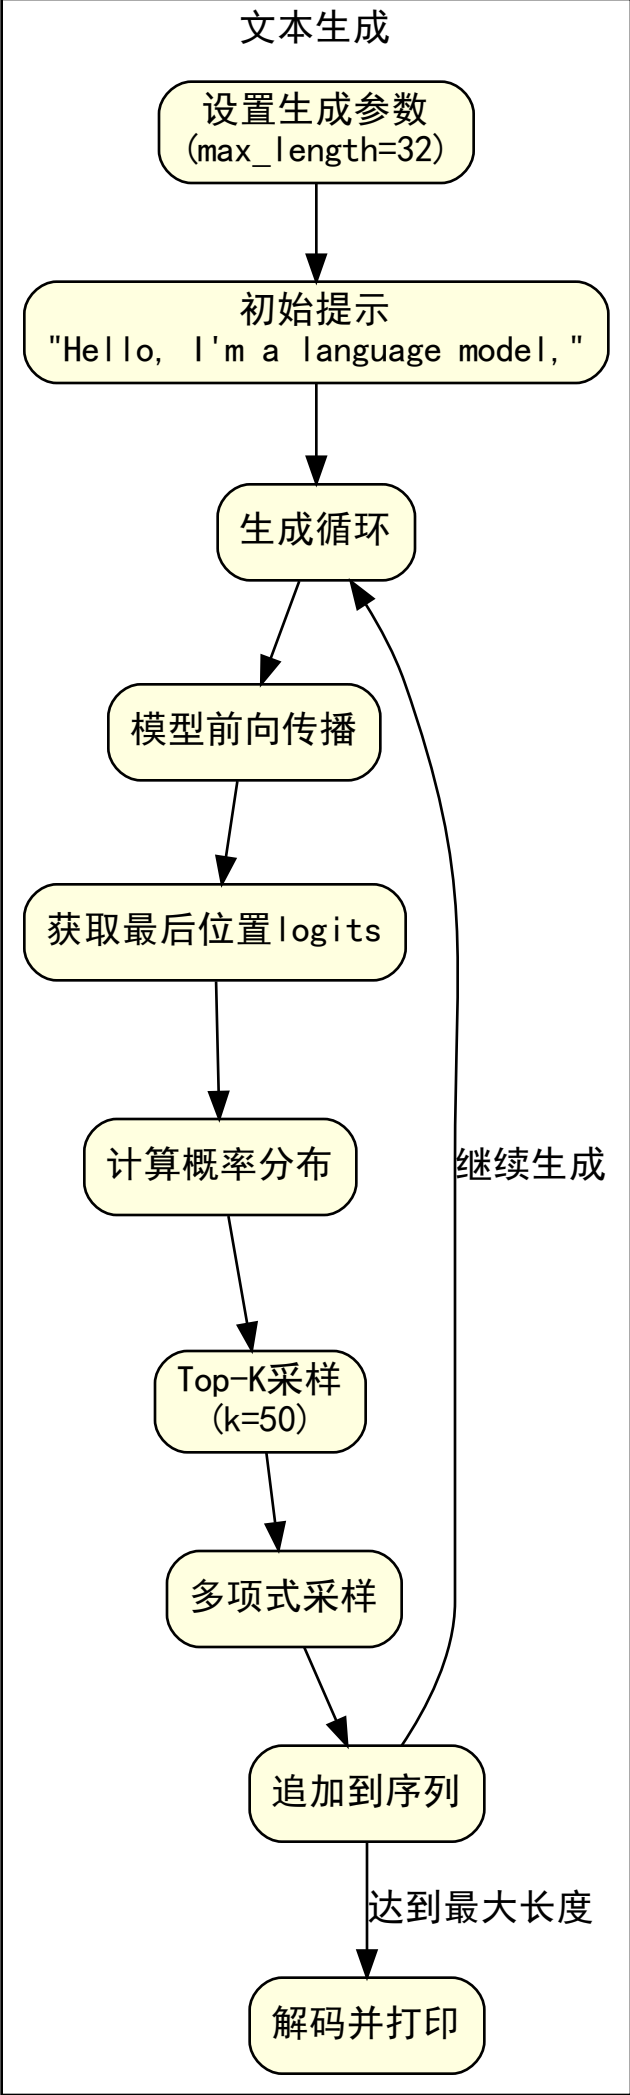 文本生成
设置生成参数
(max_length=32)
初始提示
"Hello, I'm a language model,"
生成循环
模型前向传播
获取最后位置logits
计算概率分布
继续生成
Top-K采样
(k=50)
多项式采样
追加到序列
达到最大长度
解码并打印